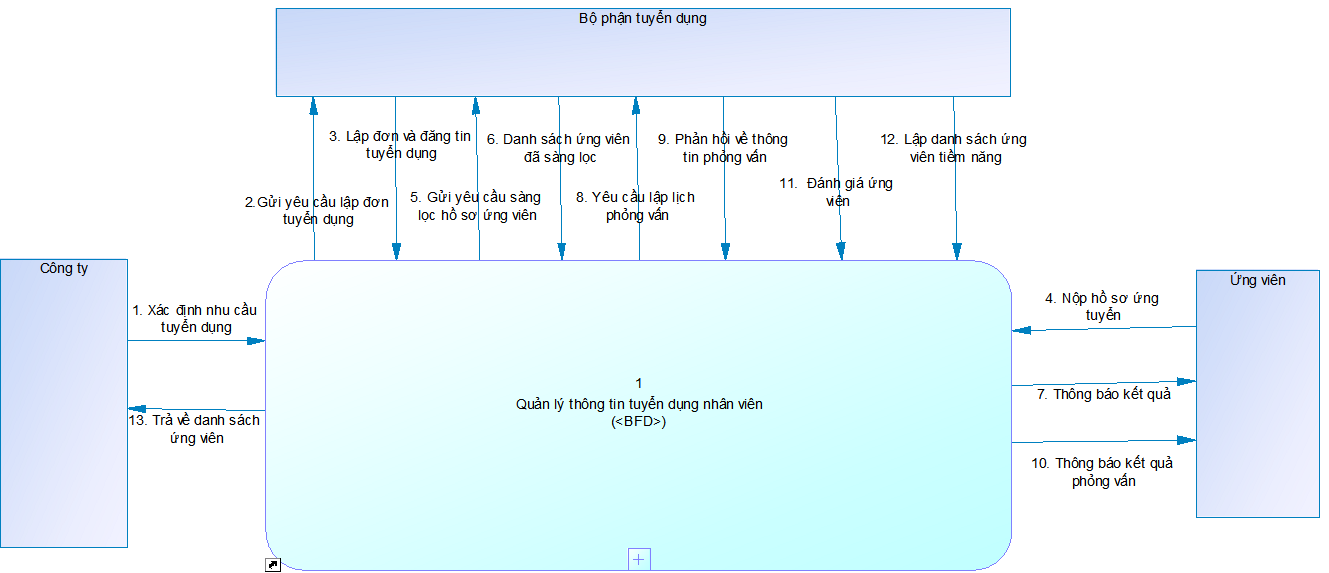 Bộ phận tuyển dụng
3. Lập đơn và đăng tin
tuyển dụng
6. Danh sách ứng viên
đã sàng lọc
9. Phản hồi về thông
tin phỏng vấn
12. Lập danh sách ứng
viên tiềm năng
2.Gửi yêu cầu lập đơn
tuyển dụng
5. Gửi yêu cầu sàng
lọc hồ sơ ứng viên
8. Yêu cầu lập lịch
phỏng vấn
11. Đánh giá ứng
viên
Công ty
1. Xác định nhu cầu
tuyển dụng
13. Trả về danh sách
ứng viên
1
Quản lý thông tin tuyển dụng nhân viên
(<BFD>)
Ứng viên
4. Nộp hồ sơ ứng
tuyển
7. Thông báo kết quả
10. Thông báo kết quả
phỏng vấn